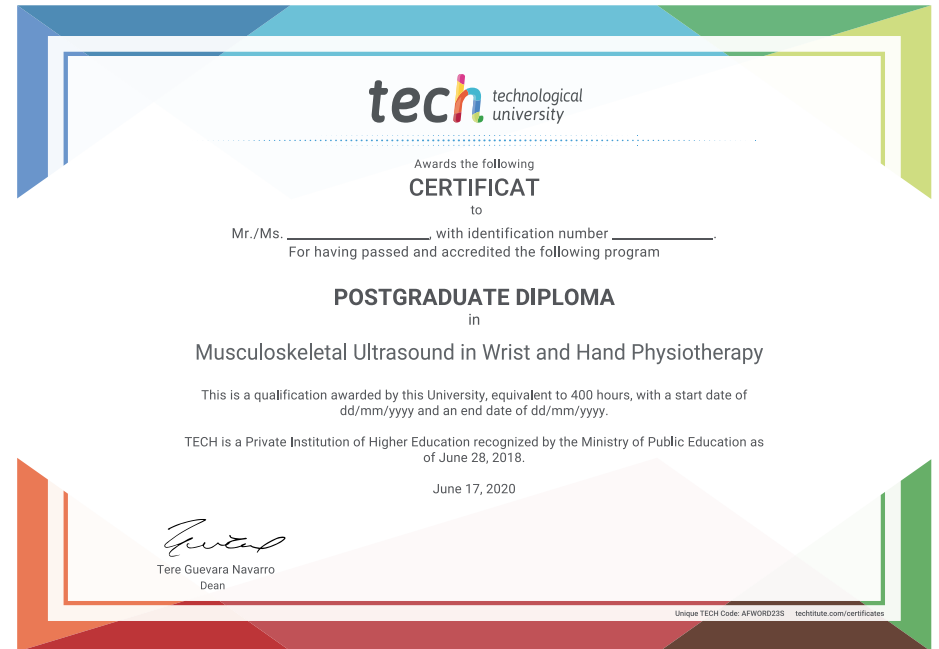 tech technological
university
Awards the following
CERTIFICAT
to
Mr./Ms. ____________________, with identification number ______________.
For having passed and accredited the following program
POSTGRADUATE DIPLOMA
in
Musculoskeletal Ultrasound in Wrist and Hand Physiotherapy
This is a qualification awarded by this University, equivalent to 400 hours, with a start date of
dd/mm/yyyy and an end date of dd/mm/yyyy.
TECH is a Private Institution of Higher Education recognized by the Ministry of Public Education as
of June 28, 2018.
June 17, 2020
Tere Guevara Navarro
Dean
Unique TECH Code: AFWORD23S techtitute.com/certificates